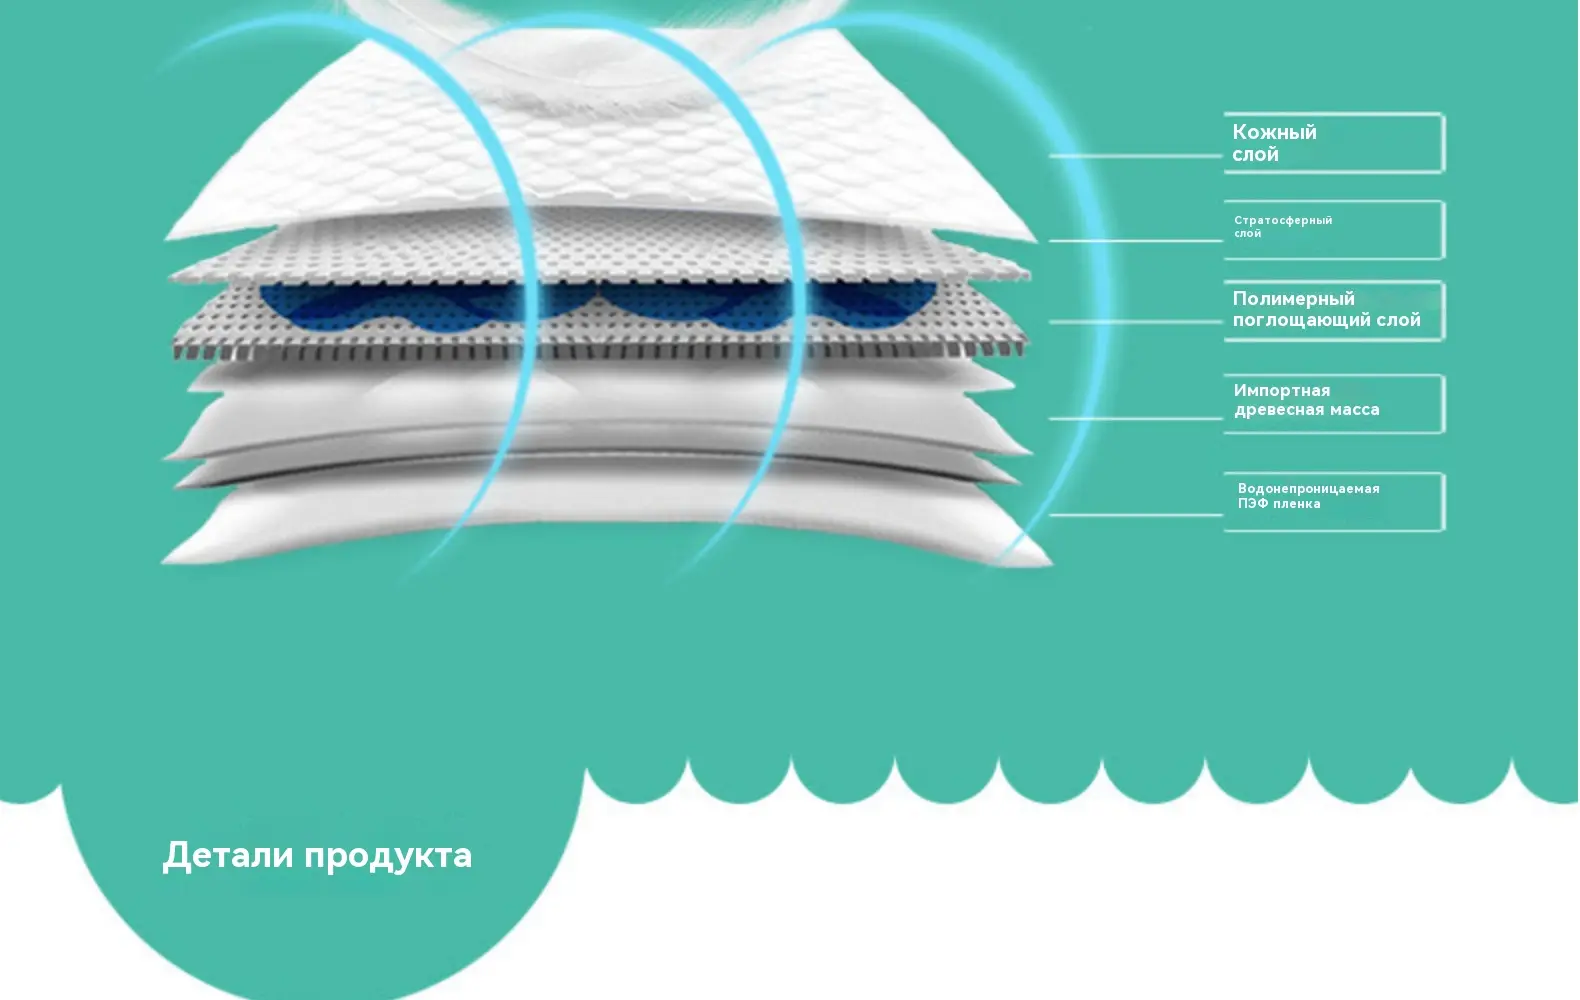 Кожный
слой
Стратосферный
слой
Полимерный
поглощающий слой
Импортная
древесная масса
Водонепроницаемая
ПЭФ пленка
Детали продукта